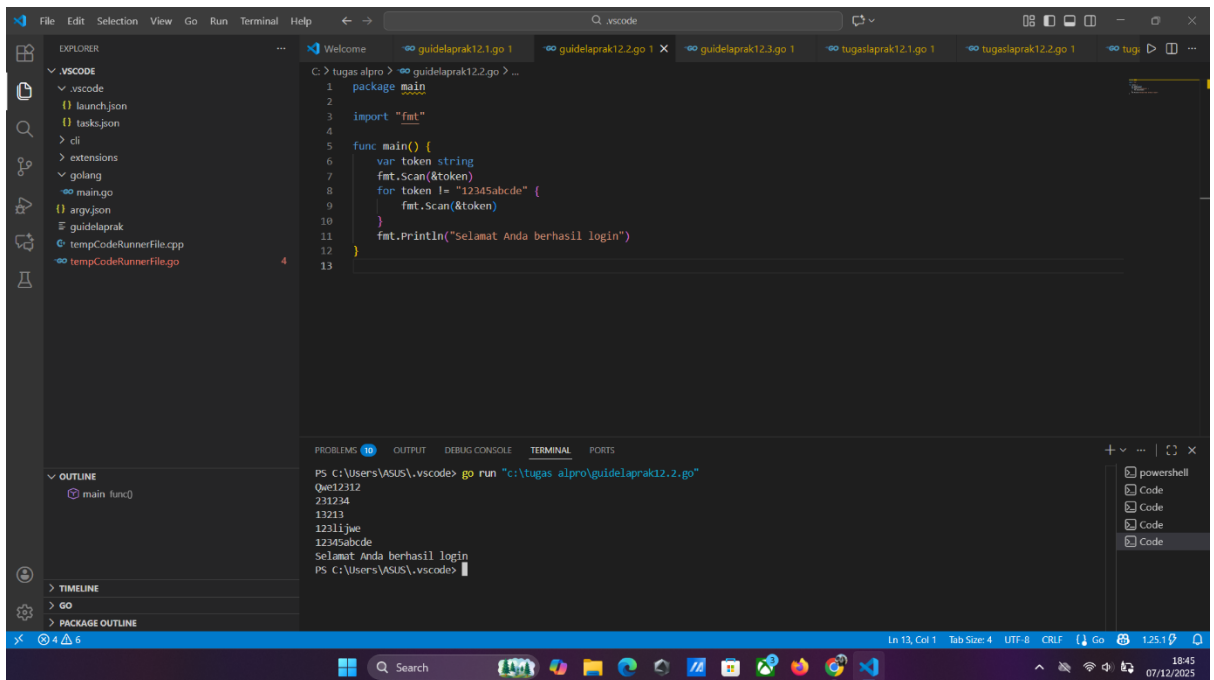 File Edit Selection View Go Run Terminal Help
.vscode
EXPLORER
Welcome guidelaprak12.1.go 1 guidelaprak12.2.go 1 guidelaprak12.3.go 1 tugaslaprak12.1.go 1 tugaslaprak12.2.go 1 tuga
.VSCODE
.vscode
launch.json
tasks.json
cli
extensions
golang
main.go
argv.json
guidelaprak
tempCodeRunnerFile.cpp
tempCodeRunnerFile.go 4
C: > tugas alpro > guidelaprak12.2.go > ...
1 package main
2
3 import "fmt"
4
5 func main() {
6 var token string
7 fmt.Scan(&token)
8 for token != "12345abcde" {
9 fmt.Scan(&token)
10 }
11 fmt.Println("Selamat Anda berhasil login")
12 }
13
PROBLEMS 10 OUTPUT DEBUG CONSOLE TERMINAL PORTS
PS C:\Users\ASUS\.vscode> go run "c:\tugas alpro\guidelaprak12.2.go"
Qwe12312
231234
13213
123lijwe
12345abcde
Selamat Anda berhasil login
PS C:\Users\ASUS\.vscode>
powershell
Code
Code
Code
Code
OUTLINE
main func()
TIMELINE
GO
PACKAGE OUTLINE
4 6
Ln 13, Col 1 Tab Size: 4 UTF-8 CRLF Go 1.25.1
Search
18:45
07/12/2025